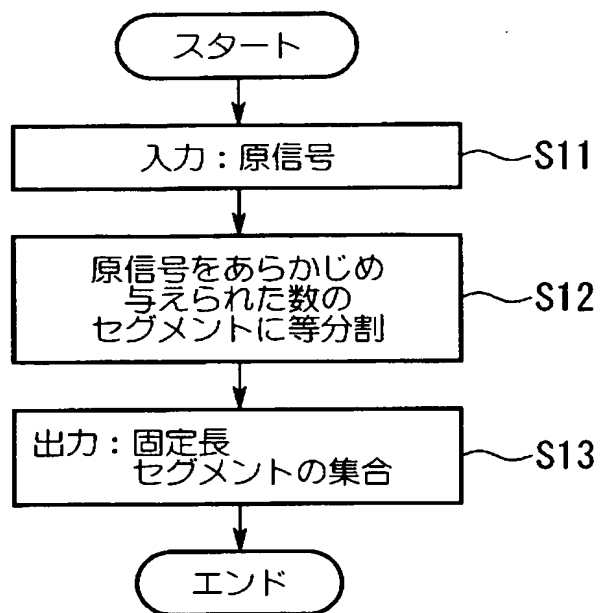 スタート
入力：原信号
S11
原信号をあらかじめ
与えられた数の
セグメントに等分割
S12
出力：固定長
セグメントの集合
S13
エンド